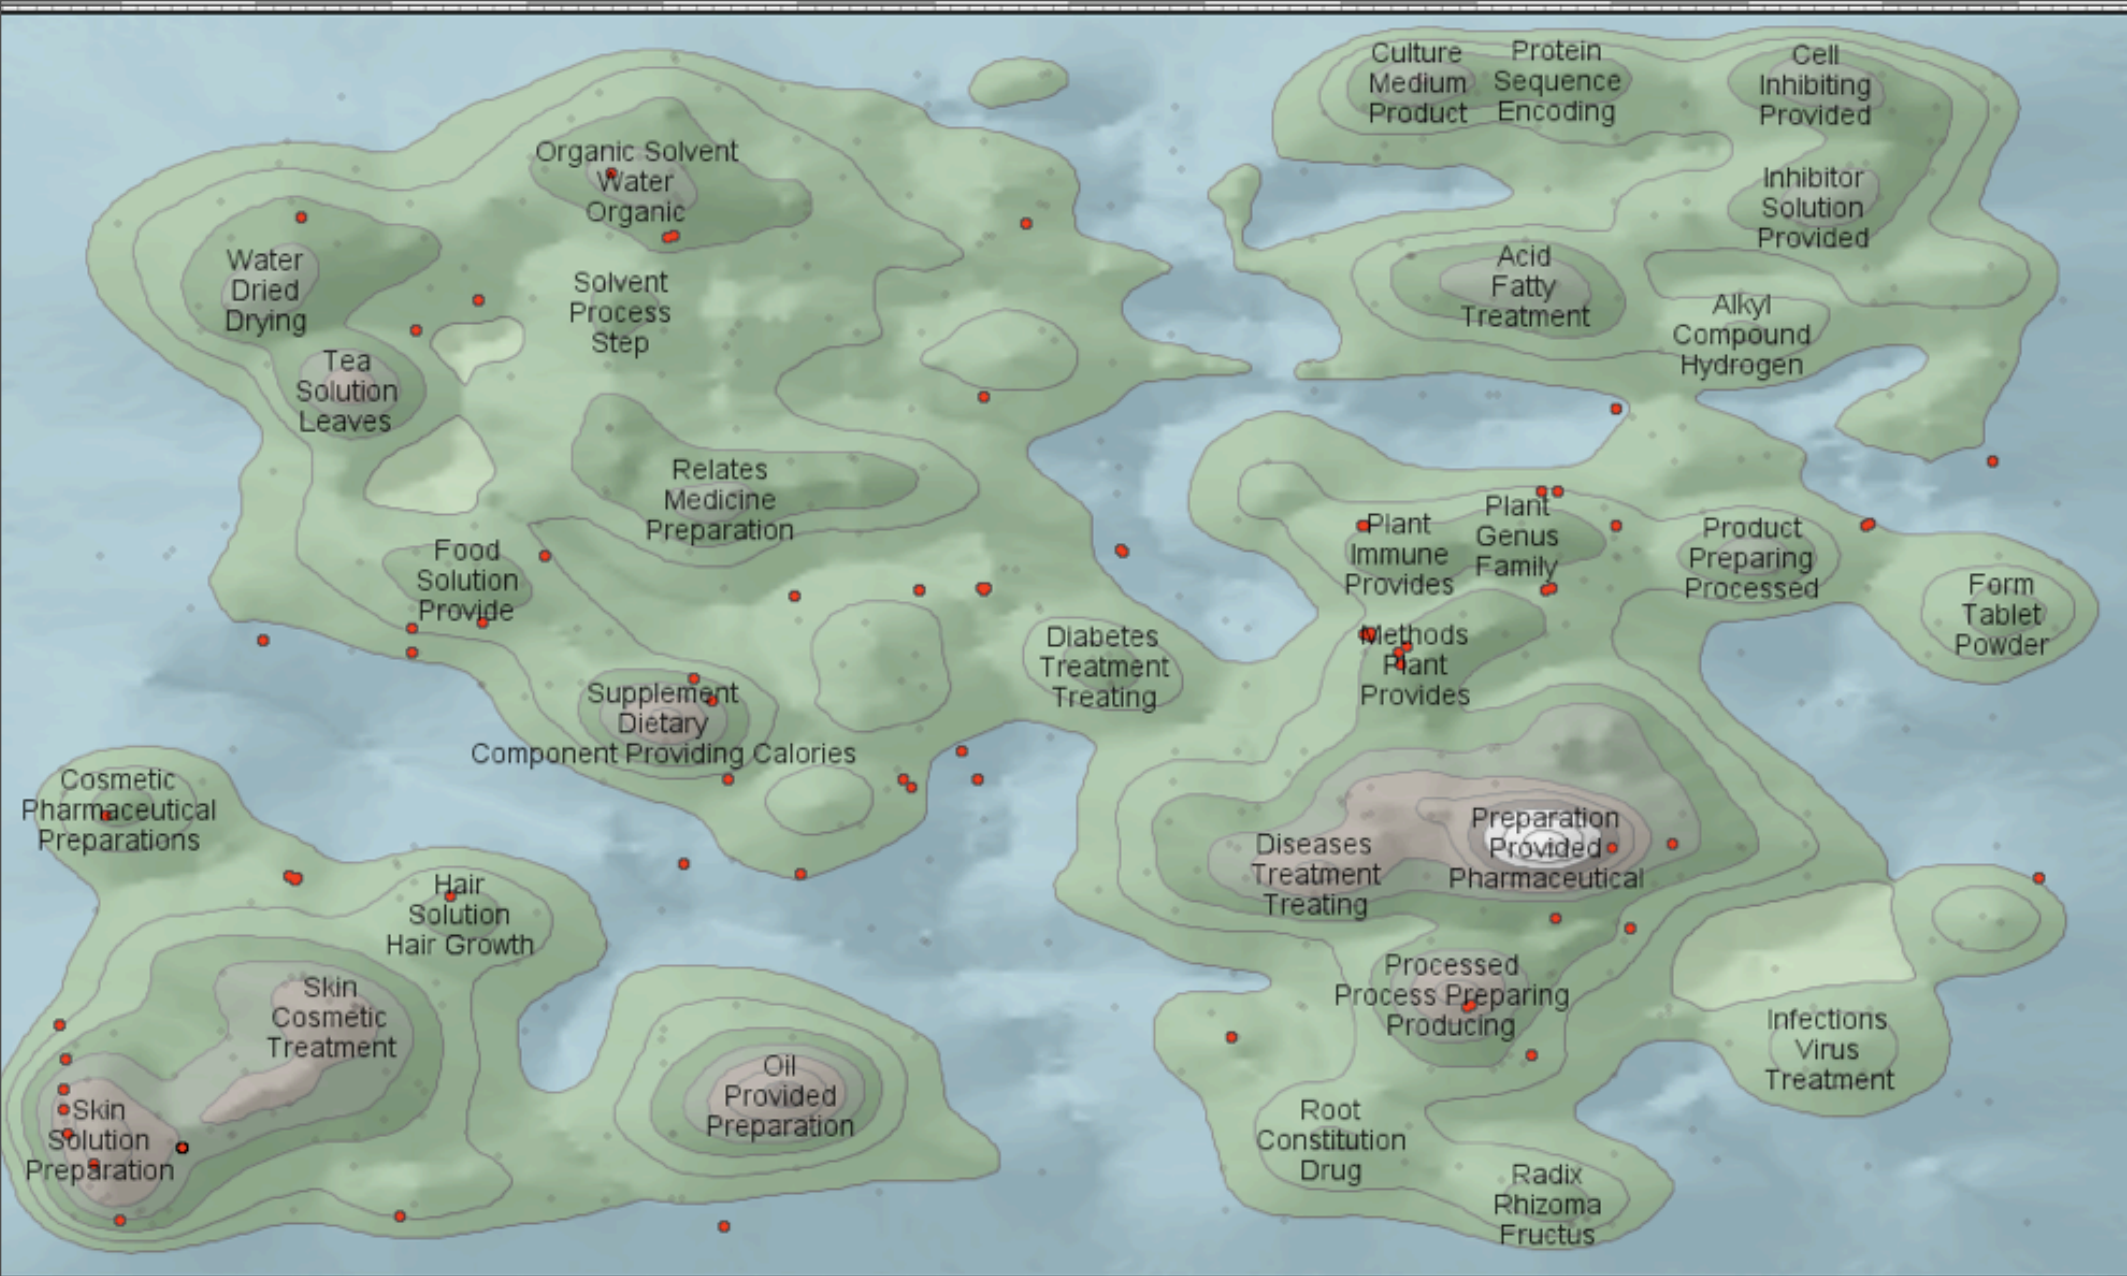 Culture
Medium
Product
Protein
Sequence
Encoding
Cell
Inhibiting
Provided
Organic Solvent
Water
Organic
Inhibitor
Solution
Provided
Water
Dried
Drying
Solvent
Process
Step
Acid
Fatty
Treatment
Alkyl
Compound
Hydrogen
Tea
Solution
Leaves
Relates
Medicine
Preparation
Plant
Immune
Provides
Plant
Genus
Family
Product
Preparing
Processed
Food
Solution
Provide
Form
Tablet
Powder
Diabetes
Treatment
Treating
Methods
Plant
Provides
Supplement
Dietary
Component Providing Calories
Cosmetic
Pharmaceutical
Preparations
Diseases
Treatment
Treating
Preparation
Provided
Pharmaceutical
Hair
Solution
Hair Growth
Processed
Process Preparing
Producing
Skin
Cosmetic
Treatment
Infections
Virus
Treatment
Oil
Provided
Preparation
Skin
Solution
Preparation
Root
Constitution
Drug
Radix
Rhizoma
Fructus